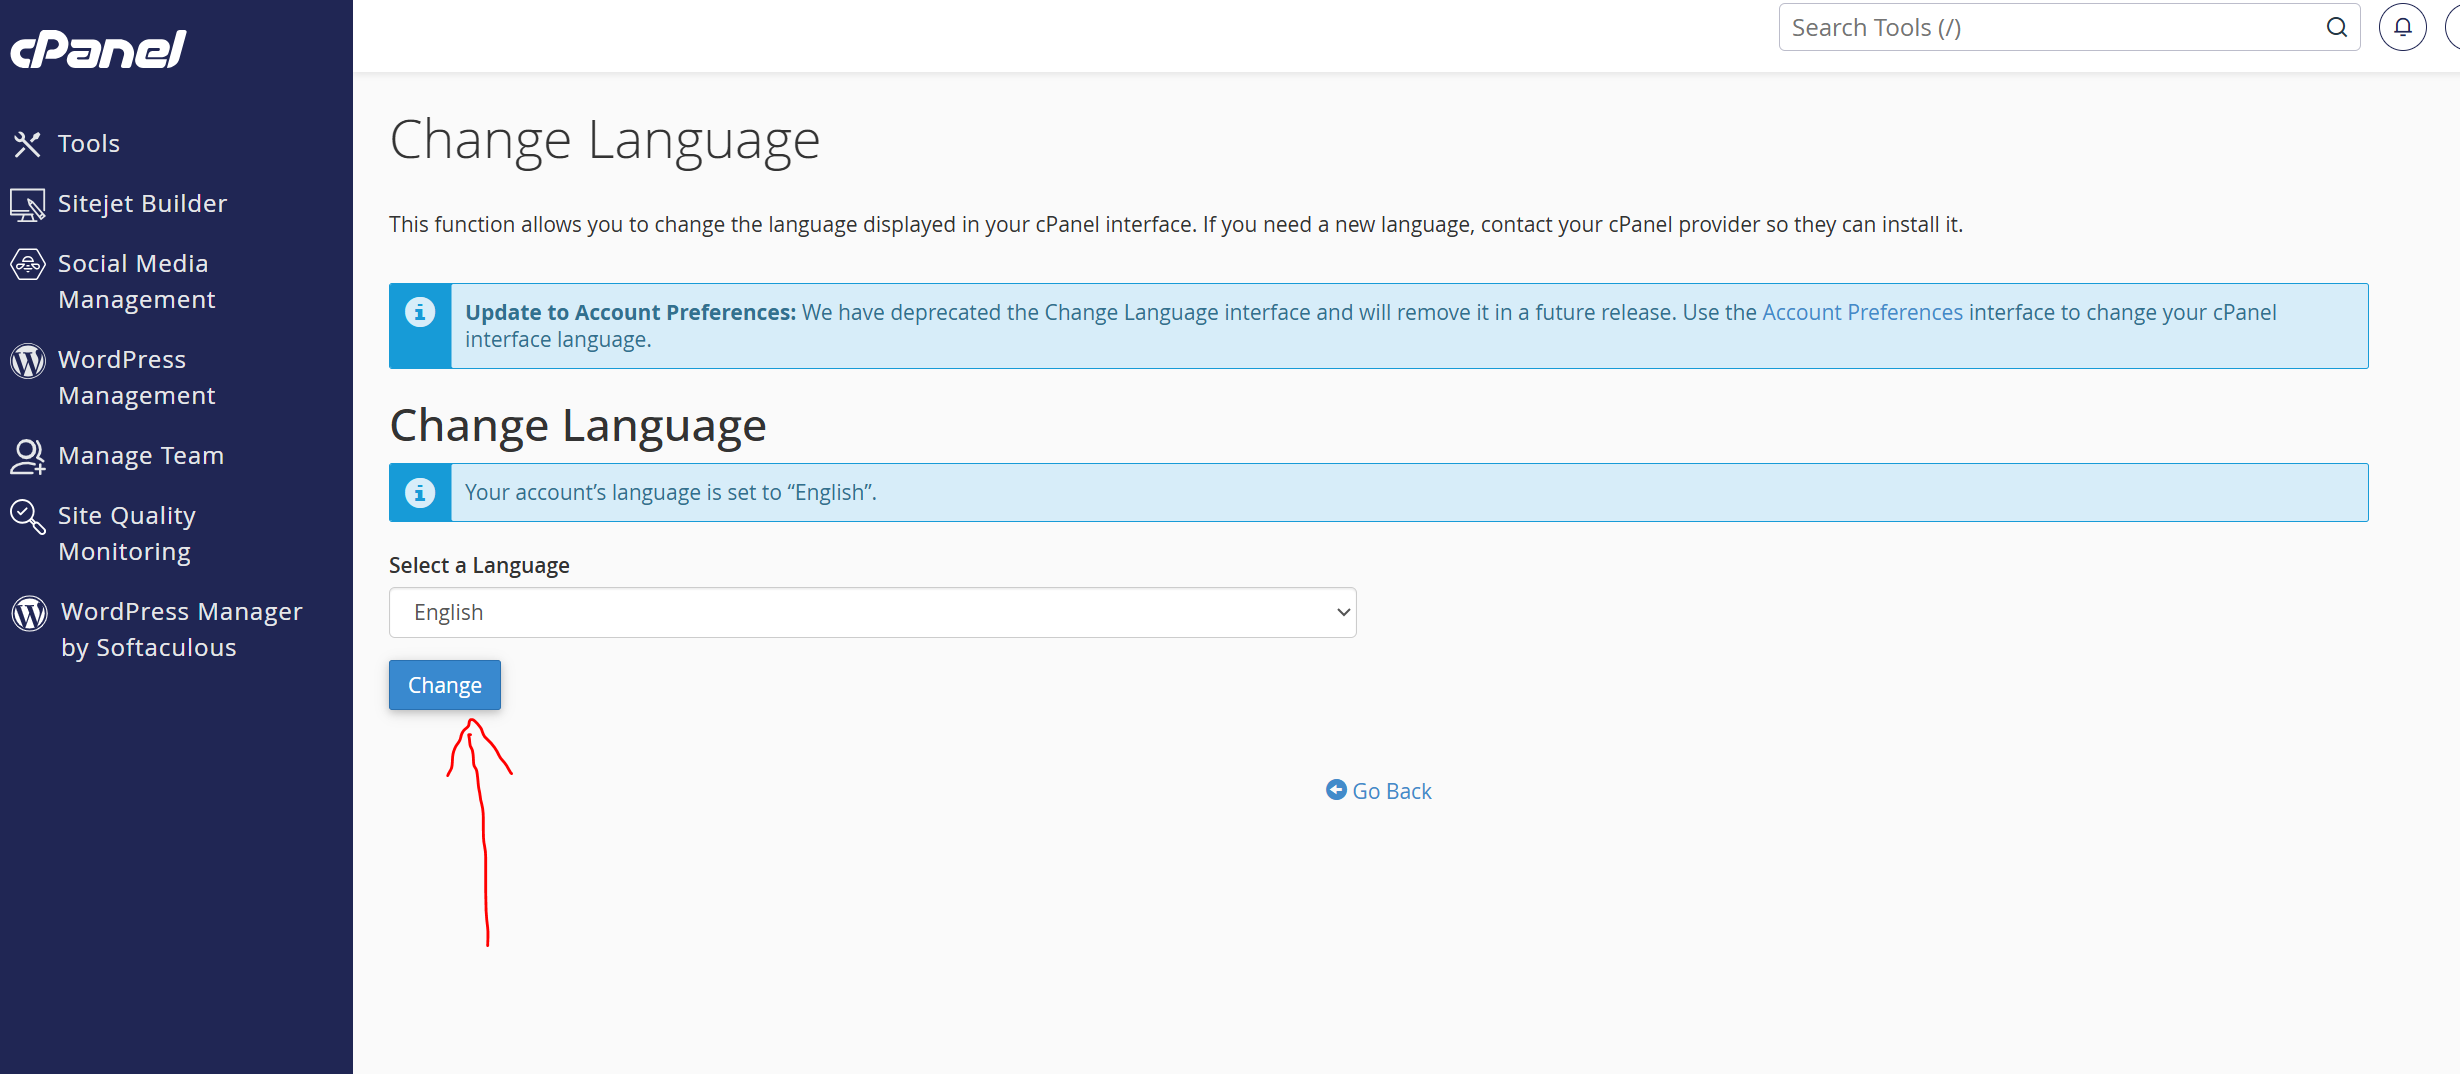 cPanel
Search Tools (/)
Tools
Sitejet Builder
Social Media
Management
WordPress
Management
Manage Team
Site Quality
Monitoring
WordPress Manager
by Softaculous
Change Language
This function allows you to change the language displayed in your cPanel interface. If you need a new language, contact your cPanel provider so they can install it.
Update to Account Preferences: We have deprecated the Change Language interface and will remove it in a future release. Use the Account Preferences interface to change your cPanel
interface language.
Change Language
Your account’s language is set to “English”.
Select a Language
English
Change
Go Back